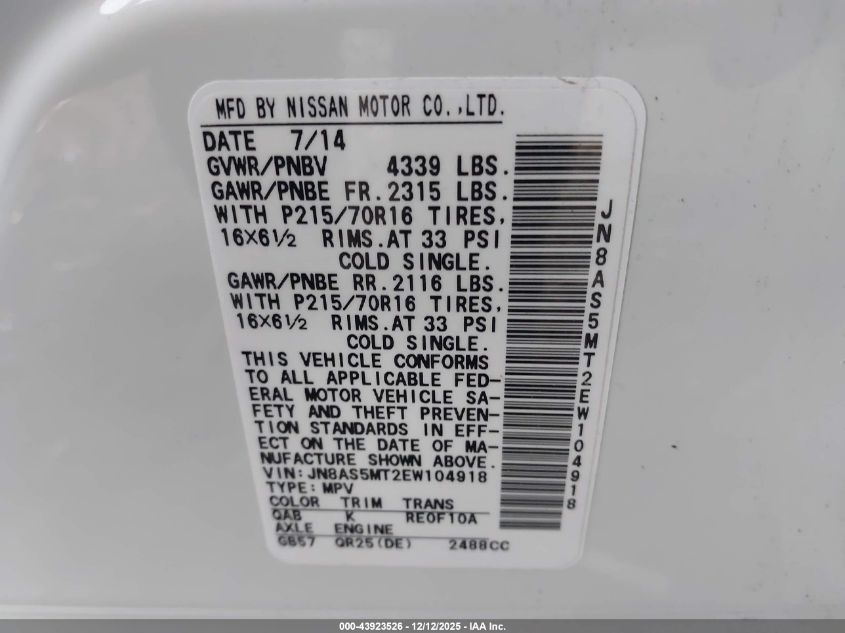 MFD BY NISSAN MOTOR CO.,LTD.
DATE 7/14
GVWR/PNBV 4339 LBS.
GAWR/PNBE FR.2315 LBS.
WITH P215/70R16 TIRES,
16X6½ RIMS.AT 33 PSI
COLD SINGLE.
GAWR/PNBE RR.2116 LBS.
WITH P215/70R16 TIRES,
16X6½ RIMS.AT 33 PSI
COLD SINGLE.
THIS VEHICLE CONFORMS
TO ALL APPLICABLE FED-
ERAL MOTOR VEHICLE SA-
FETY AND THEFT PREVEN-
TION STANDARDS IN EFF-
ECT ON THE DATE OF MA-
NUFACTURE SHOWN ABOVE.
VIN:JN8AS5MT2EW104918
TYPE:MPV
COLOR TRIM TRANS
QAB K RE0F10A
AXLE ENGINE
GB57 QR25(DE) 2488CC
JN8AS5MT2EW104918
000-43923526 - 12/12/2025 - IAA Inc.